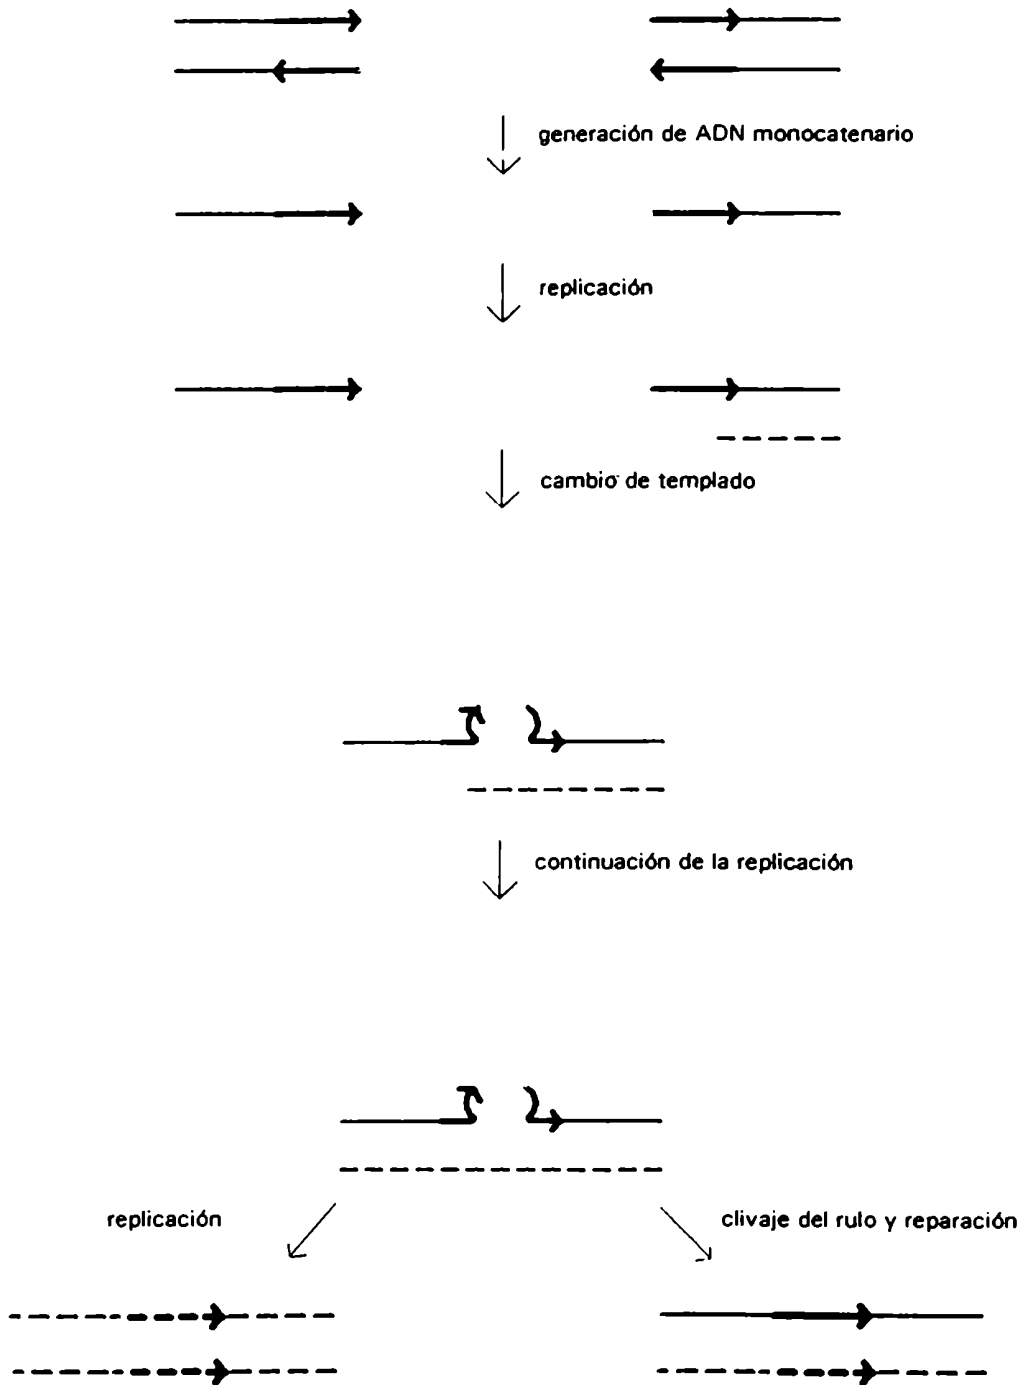 generación de ADN monocatenario
replicación
cambio de templado
continuación de la replicación
replicación
clivaje del rulo y reparación